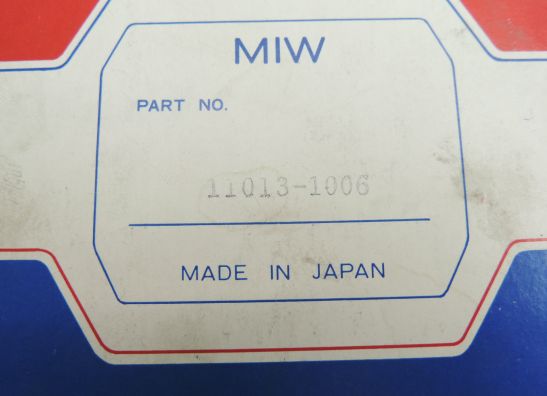 MIW
PART NO.
11013-1006
MADE IN JAPAN